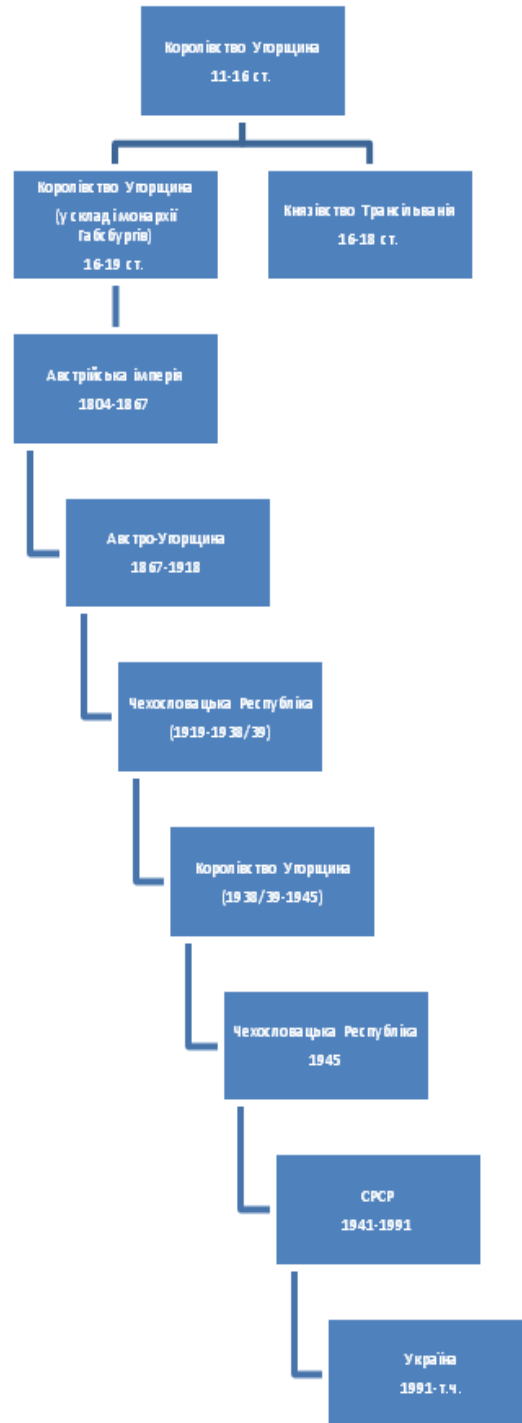 Королівство Угорщина
11-16 ст.
Королівство Угорщина
(у складі монархії
Габсбургів)
16-19 ст.
Князівство Трансільванія
16-18 ст.
Австрійська імперія
1804-1867
Австро-Угорщина
1867-1918
Чехословацька Республіка
(1919-1938/39)
Королівство Угорщина
(1938/39-1945)
Чехословацька Республіка
1945
СРСР
1941-1991
Україна
1991-т.ч.